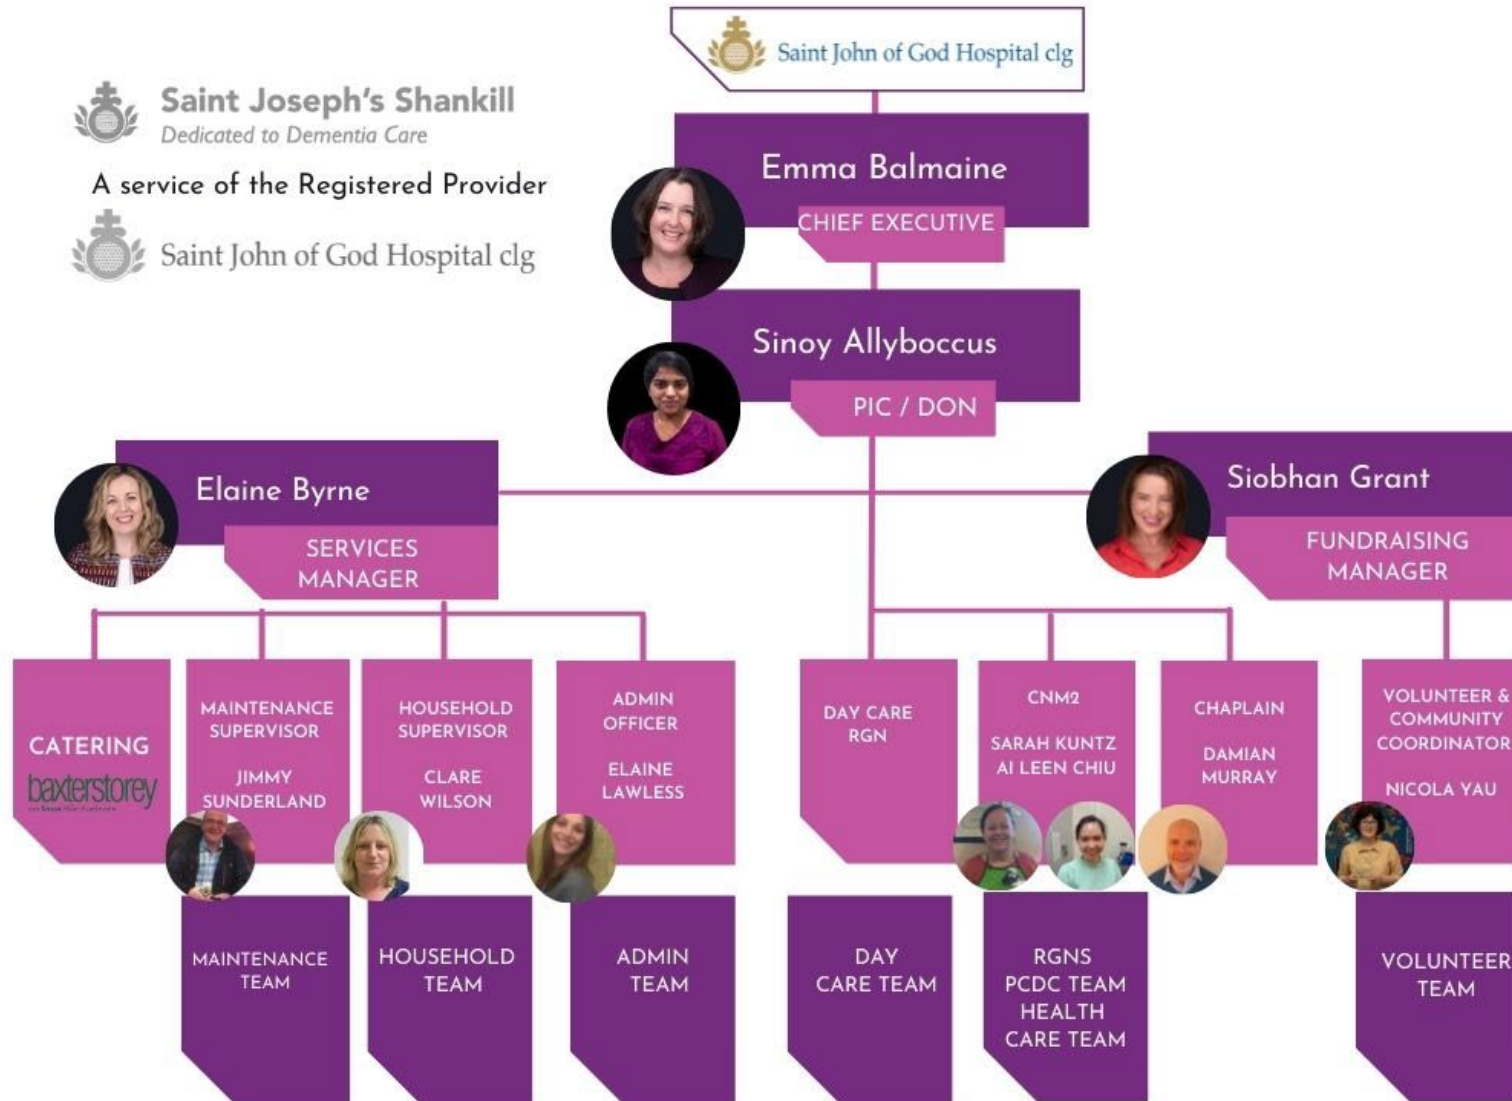 Saint John of God Hospital clg
Saint Joseph's Shankill
Dedicated to Dementia Care
A service of the Registered Provider
Saint John of God Hospital clg
Emma Balmaine
CHIEF EXECUTIVE
Sinoy Allyboccus
PIC / DON
Elaine Byrne
SERVICES
MANAGER
Siobhan Grant
FUNDRAISING
MANAGER
CATERING
baxterstorey
MAINTENANCE
SUPERVISOR
JIMMY
SUNDERLAND
HOUSEHOLD
SUPERVISOR
CLARE
WILSON
ADMIN
OFFICER
ELAINE
LAWLESS
DAY CARE
RGN
CNM2
SARAH KUNTZ
AI LEEN CHIU
CHAPLAIN
DAMIAN
MURRAY
VOLUNTEER &
COMMUNITY
COORDINATOR
NICOLA YAU
MAINTENANCE
TEAM
HOUSEHOLD
TEAM
ADMIN
TEAM
DAY
CARE TEAM
RGNS
PCDC TEAM
HEALTH
CARE TEAM
VOLUNTEER
TEAM